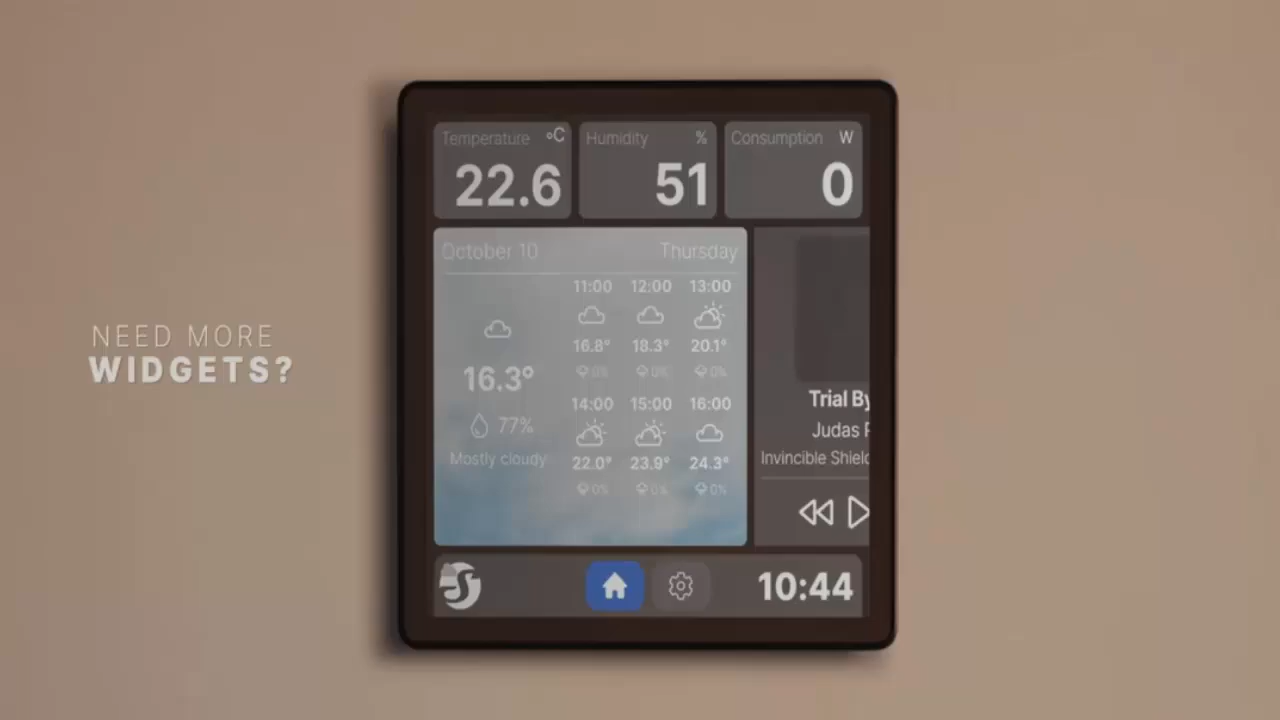 NEED MORE
WIDGETS?
Temperature °C
22.6
Humidity %
51
Consumption W
0
October 10 Thursday
16.3°
77%
Mostly cloudy
11:00 12:00 13:00
16.8° 18.3° 20.1°
0% 0% 0%
14:00 15:00 16:00
22.0° 23.9° 24.3°
0% 0% 0%
Trial By
Judas P
Invincible Shield
10:44